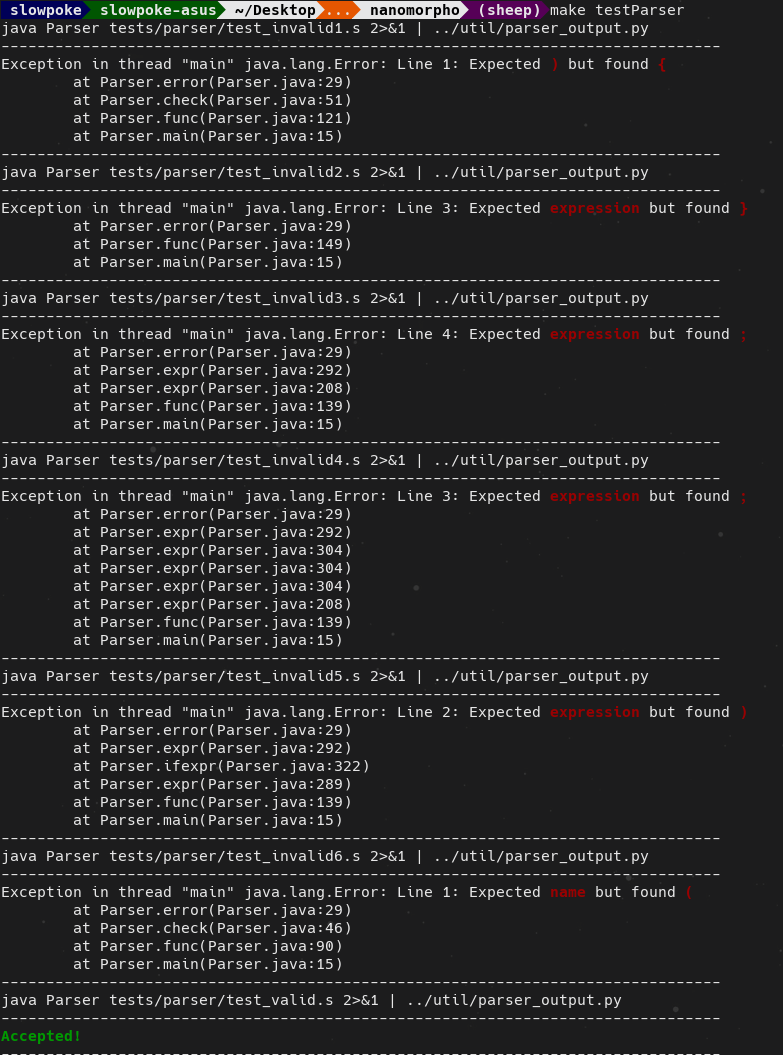 slowpoke slowpoke-asus ~/Desktop ... nanomorpho (sheep) make testParser
java Parser tests/parser/test_invalid1.s 2>&1 | ../util/parser_output.py
--------------------------------------------------------------------------------
Exception in thread "main" java.lang.Error: Line 1: Expected ) but found {
        at Parser.error(Parser.java:29)
        at Parser.check(Parser.java:51)
        at Parser.func(Parser.java:121)
        at Parser.main(Parser.java:15)
--------------------------------------------------------------------------------
java Parser tests/parser/test_invalid2.s 2>&1 | ../util/parser_output.py
--------------------------------------------------------------------------------
Exception in thread "main" java.lang.Error: Line 3: Expected expression but found }
        at Parser.error(Parser.java:29)
        at Parser.func(Parser.java:149)
        at Parser.main(Parser.java:15)
--------------------------------------------------------------------------------
java Parser tests/parser/test_invalid3.s 2>&1 | ../util/parser_output.py
--------------------------------------------------------------------------------
Exception in thread "main" java.lang.Error: Line 4: Expected expression but found ;
        at Parser.error(Parser.java:29)
        at Parser.expr(Parser.java:292)
        at Parser.expr(Parser.java:208)
        at Parser.func(Parser.java:139)
        at Parser.main(Parser.java:15)
--------------------------------------------------------------------------------
java Parser tests/parser/test_invalid4.s 2>&1 | ../util/parser_output.py
--------------------------------------------------------------------------------
Exception in thread "main" java.lang.Error: Line 3: Expected expression but found ;
        at Parser.error(Parser.java:29)
        at Parser.expr(Parser.java:292)
        at Parser.expr(Parser.java:304)
        at Parser.expr(Parser.java:304)
        at Parser.expr(Parser.java:304)
        at Parser.expr(Parser.java:208)
        at Parser.func(Parser.java:139)
        at Parser.main(Parser.java:15)
--------------------------------------------------------------------------------
java Parser tests/parser/test_invalid5.s 2>&1 | ../util/parser_output.py
--------------------------------------------------------------------------------
Exception in thread "main" java.lang.Error: Line 2: Expected expression but found )
        at Parser.error(Parser.java:29)
        at Parser.expr(Parser.java:292)
        at Parser.ifexpr(Parser.java:322)
        at Parser.expr(Parser.java:289)
        at Parser.func(Parser.java:139)
        at Parser.main(Parser.java:15)
--------------------------------------------------------------------------------
java Parser tests/parser/test_invalid6.s 2>&1 | ../util/parser_output.py
--------------------------------------------------------------------------------
Exception in thread "main" java.lang.Error: Line 1: Expected name but found (
        at Parser.error(Parser.java:29)
        at Parser.check(Parser.java:46)
        at Parser.func(Parser.java:90)
        at Parser.main(Parser.java:15)
--------------------------------------------------------------------------------
java Parser tests/parser/test_valid.s 2>&1 | ../util/parser_output.py
--------------------------------------------------------------------------------
Accepted!
--------------------------------------------------------------------------------